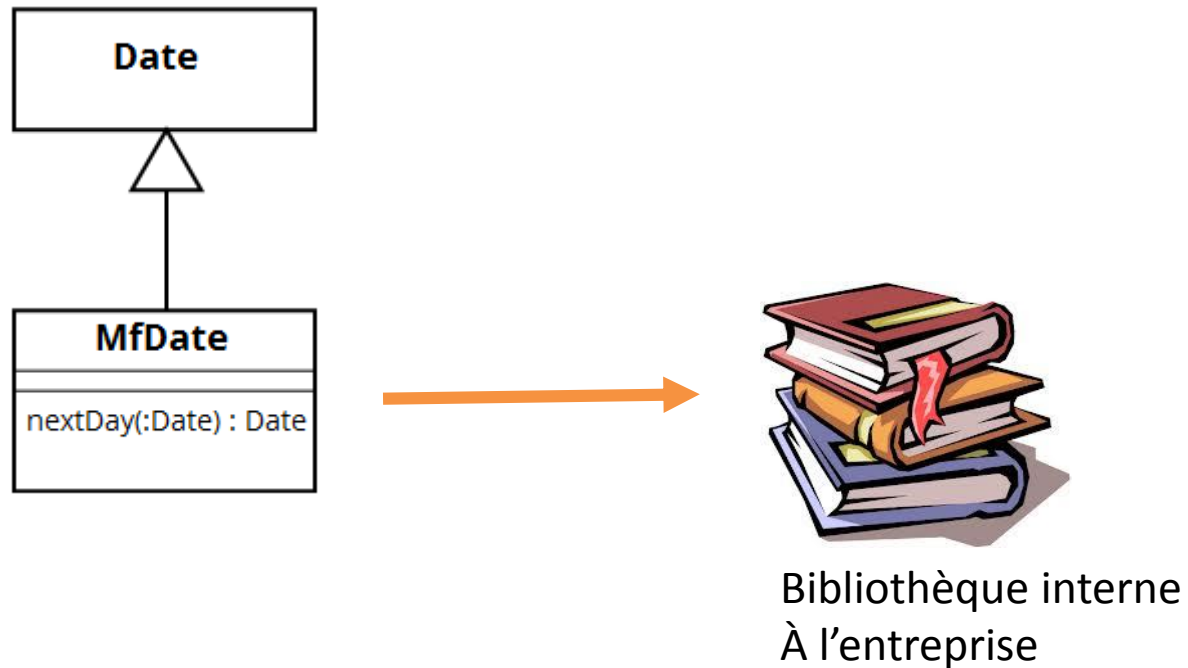 Date
MfDate
nextDay(:Date) : Date
Bibliothèque interne
À l'entreprise